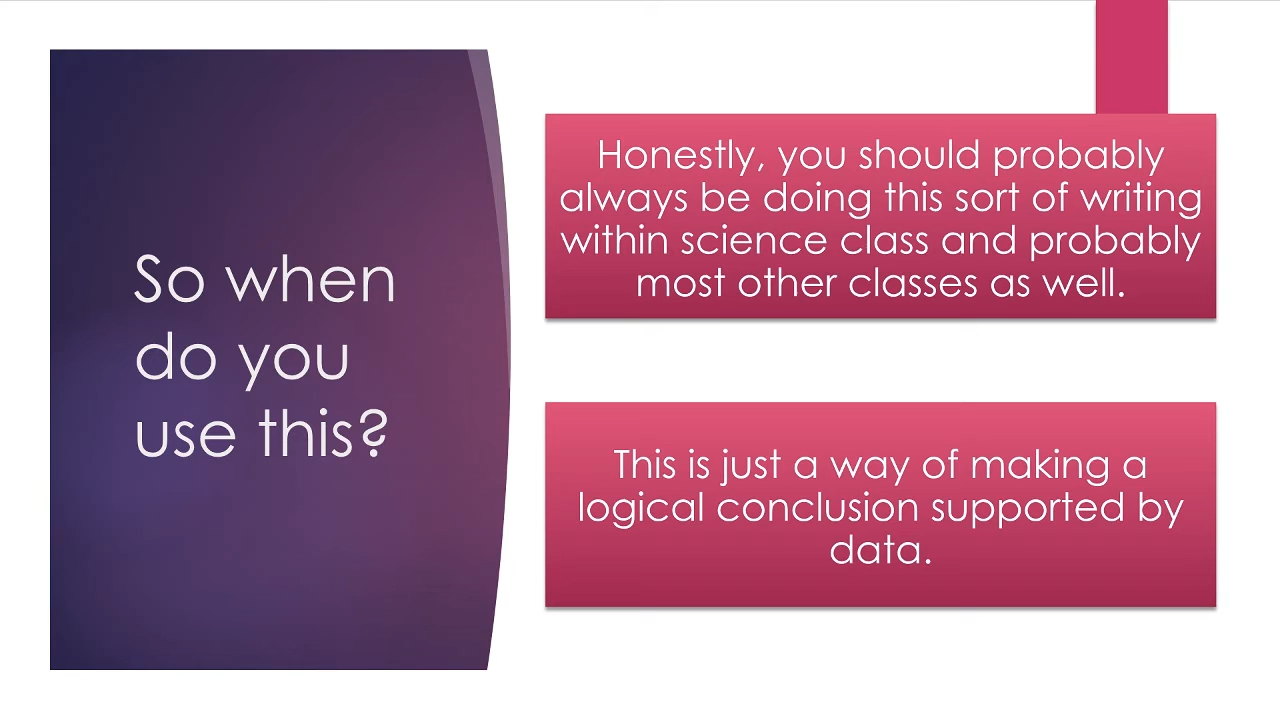 So when
do you
use this?
Honestly, you should probably
always be doing this sort of writing
within science class and probably
most other classes as well.
This is just a way of making a
logical conclusion supported by
data.